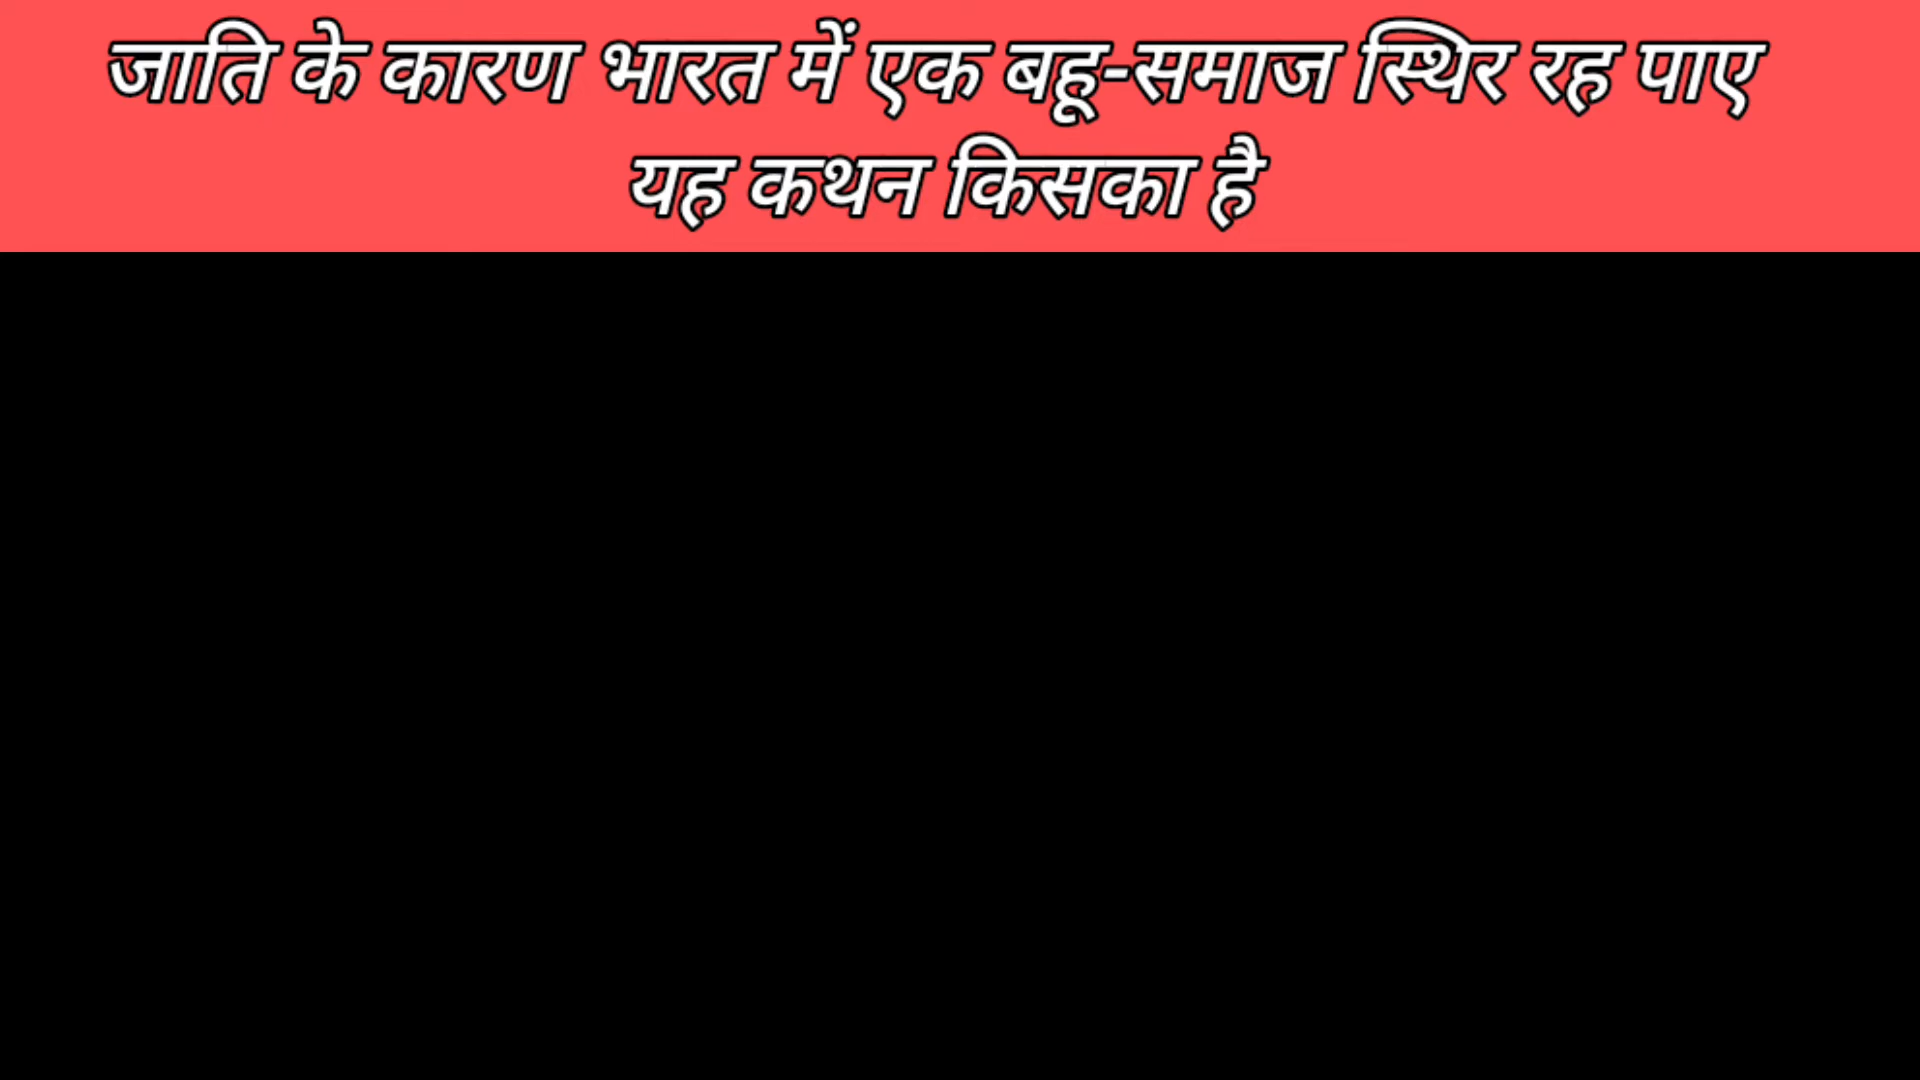 जाति के कारण भारत में एक बहू-समाज स्थिर रह पाए
यह कथन किसका है